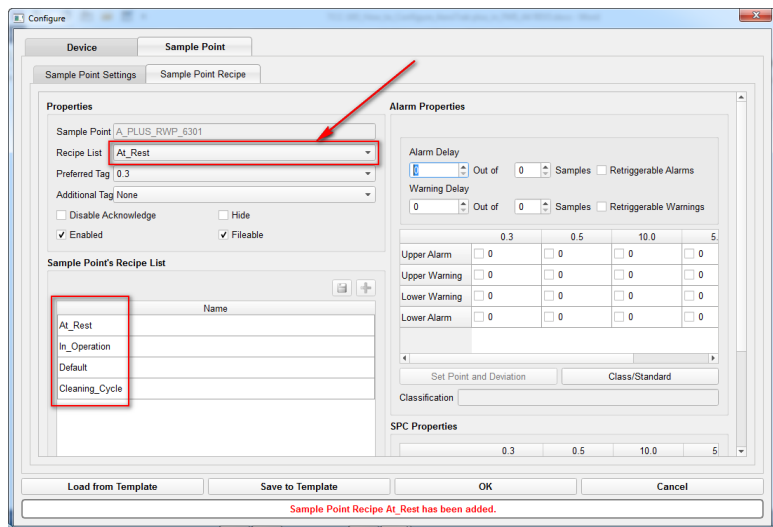 Configure
Device
Sample Point
Sample Point Settings
Sample Point Recipe
Properties
Sample Point A_PLUS_RWP_6301
Recipe List At_Rest
Preferred Tag 0.3
Additional Tag None
Disable Acknowledge
Hide
Enabled
Fileable
Sample Point's Recipe List
Name
At_Rest
In_Operation
Default
Cleaning_Cycle
Alarm Properties
Alarm Delay
0 Out of 0 Samples Retriggerable Alarms
Warning Delay
0 Out of 0 Samples Retriggerable Warnings
0.3 0.5 10.0 5.
Upper Alarm 0 0 0 0
Upper Warning 0 0 0 0
Lower Warning 0 0 0 0
Lower Alarm 0 0 0 0
Set Point and Deviation
Class/Standard
Classification
SPC Properties
0.3 0.5 10.0 5
Load from Template
Save to Template
OK
Cancel
Sample Point Recipe At_Rest has been added.